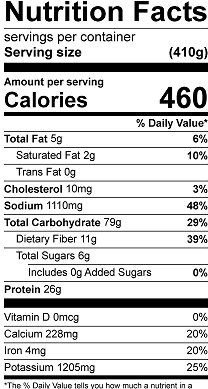 Nutrition Facts
servings per container
Serving size (410g)
Amount per serving
Calories 460
% Daily Value*
Total Fat 5g 6%
Saturated Fat 2g 10%
Trans Fat 0g
Cholesterol 10mg 3%
Sodium 1110mg 48%
Total Carbohydrate 79g 29%
Dietary Fiber 11g 39%
Total Sugars 6g
Includes 0g Added Sugars 0%
Protein 26g
Vitamin D 0mcg 0%
Calcium 228mg 20%
Iron 4mg 20%
Potassium 1205mg 25%
*The % Daily Value tells you how much a nutrient in a